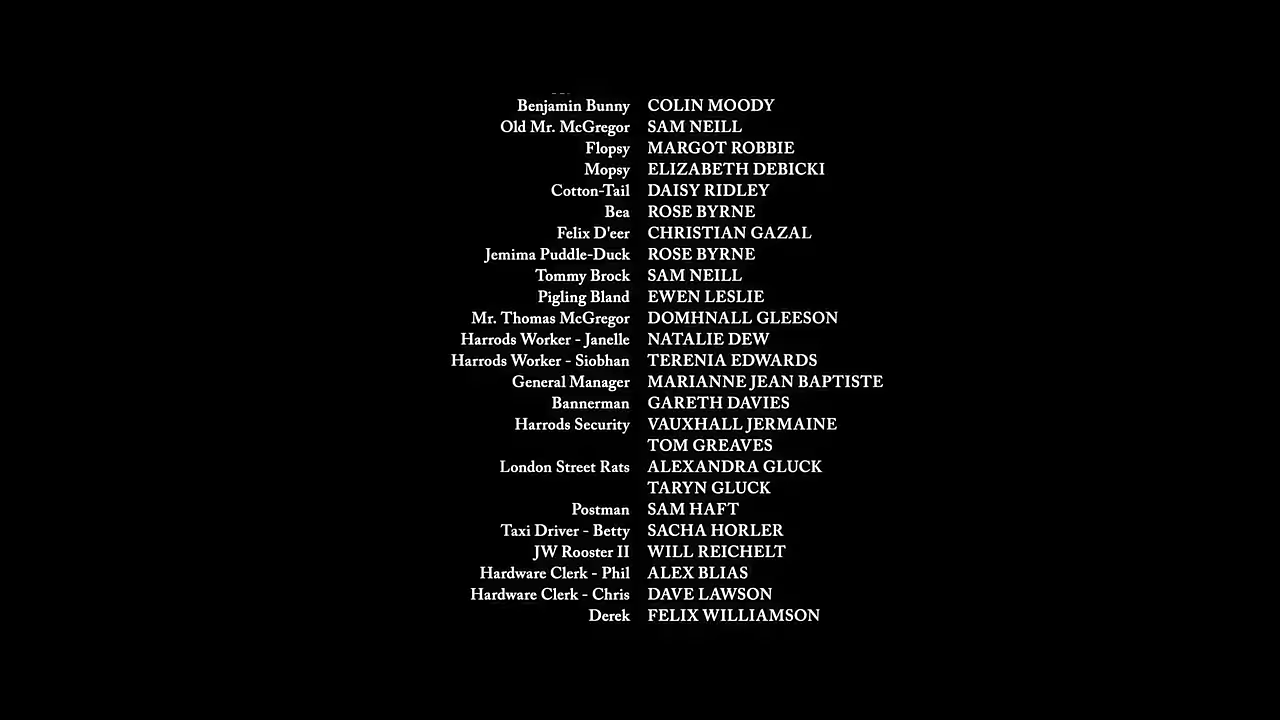 Benjamin Bunny COLIN MOODY
Old Mr. McGregor SAM NEILL
Flopsy MARGOT ROBBIE
Mopsy ELIZABETH DEBICKI
Cotton-Tail DAISY RIDLEY
Bea ROSE BYRNE
Felix D'eer CHRISTIAN GAZAL
Jemima Puddle-Duck ROSE BYRNE
Tommy Brock SAM NEILL
Pigling Bland EWEN LESLIE
Mr. Thomas McGregor DOMHNALL GLEESON
Harrods Worker - Janelle NATALIE DEW
Harrods Worker - Siobhan TERENIA EDWARDS
General Manager MARIANNE JEAN BAPTISTE
Bannerman GARETH DAVIES
Harrods Security VAUXHALL JERMAINE
TOM GREAVES
London Street Rats ALEXANDRA GLUCK
TARYN GLUCK
Postman SAM HAFT
Taxi Driver - Betty SACHA HORLER
JW Rooster II WILL REICHELT
Hardware Clerk - Phil ALEX BLIAS
Hardware Clerk - Chris DAVE LAWSON
Derek FELIX WILLIAMSON